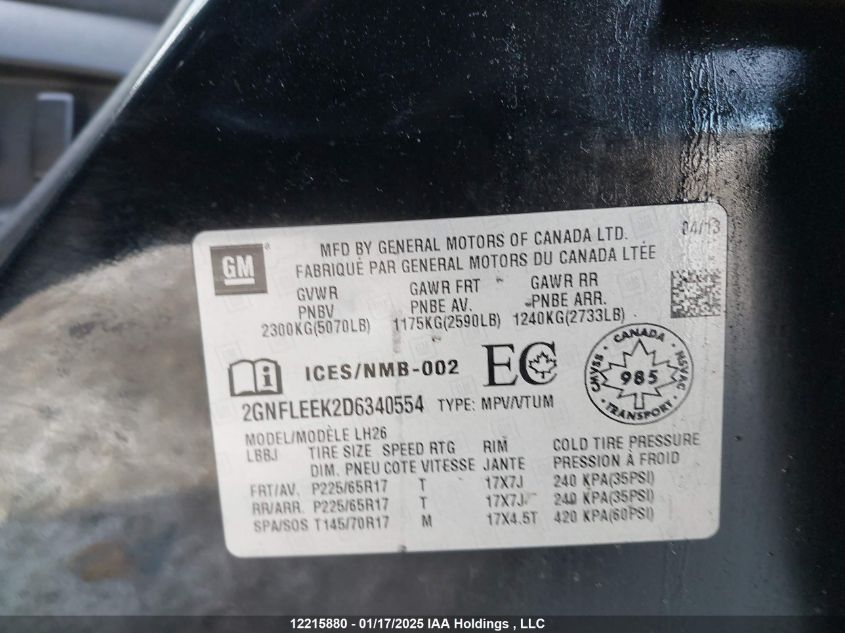 GM
MFD BY GENERAL MOTORS OF CANADA LTD. 04/13
FABRIQUÉ PAR GENERAL MOTORS DU CANADA LTÉE
GVWR GAWR FRT GAWR RR
PNBV PNBE AV. PNBE ARR.
2300KG(5070LB) 1175KG(2590LB) 1240KG(2733LB)
ICES/NMB-002 EC
CANADA
CMVSS 985 NSVAC
TRANSPORT
2GNFLEEK2D6340554 TYPE: MPV/VTUM
MODEL/MODÈLE LH26
LBBJ TIRE SIZE SPEED RTG RIM COLD TIRE PRESSURE
DIM. PNEU COTE VITESSE JANTE PRESSION À FROID
FRT/AV. P225/65R17 T 17X7J 240 KPA(35PSI)
RR/ARR. P225/65R17 T 17X7J 240 KPA(35PSI)
SPA/SOS T145/70R17 M 17X4.5T 420 KPA(60PSI)
12215880 - 01/17/2025 IAA Holdings , LLC